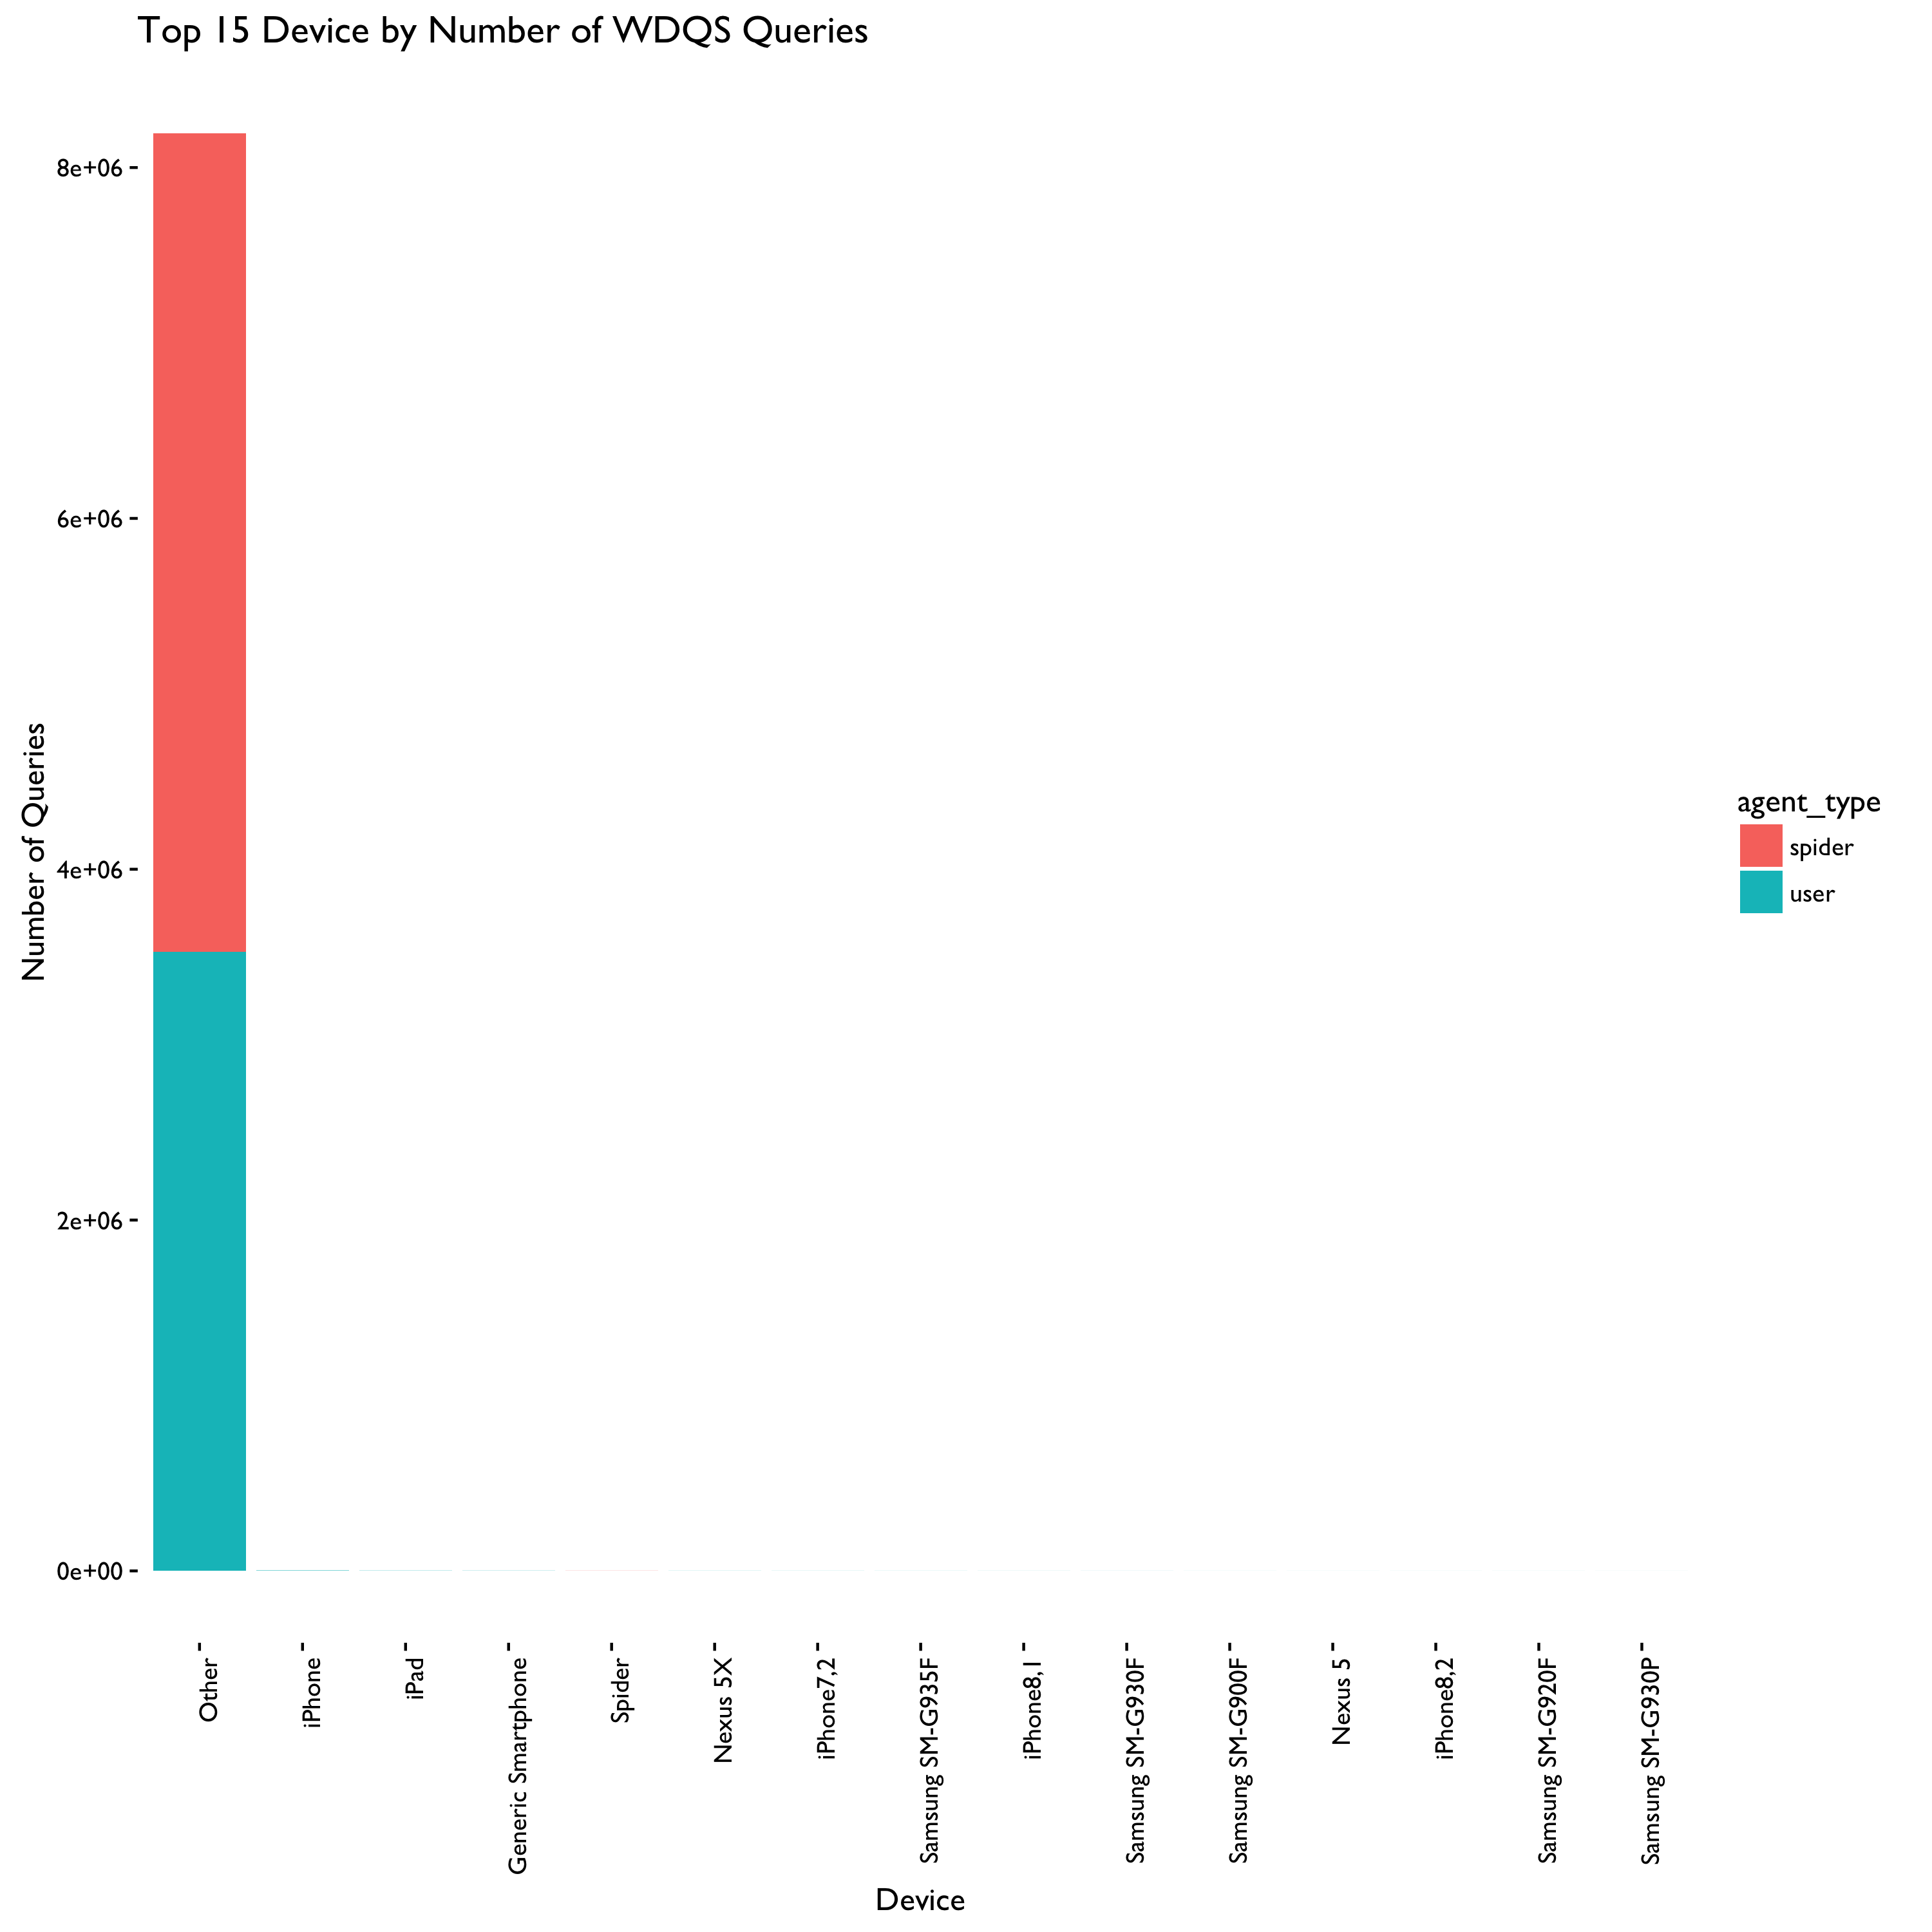 Top 15 Device by Number of WDQS Queries
Number of Queries
8e+06
6e+06
4e+06
2e+06
0e+00
agent_type
spider
user
Other
iPhone
iPad
Generic Smartphone
Spider
Nexus 5X
iPhone7,2
Samsung SM-G935F
iPhone8,1
Samsung SM-G930F
Samsung SM-G900F
Nexus 5
iPhone8,2
Samsung SM-G920F
Samsung SM-G930P
Device